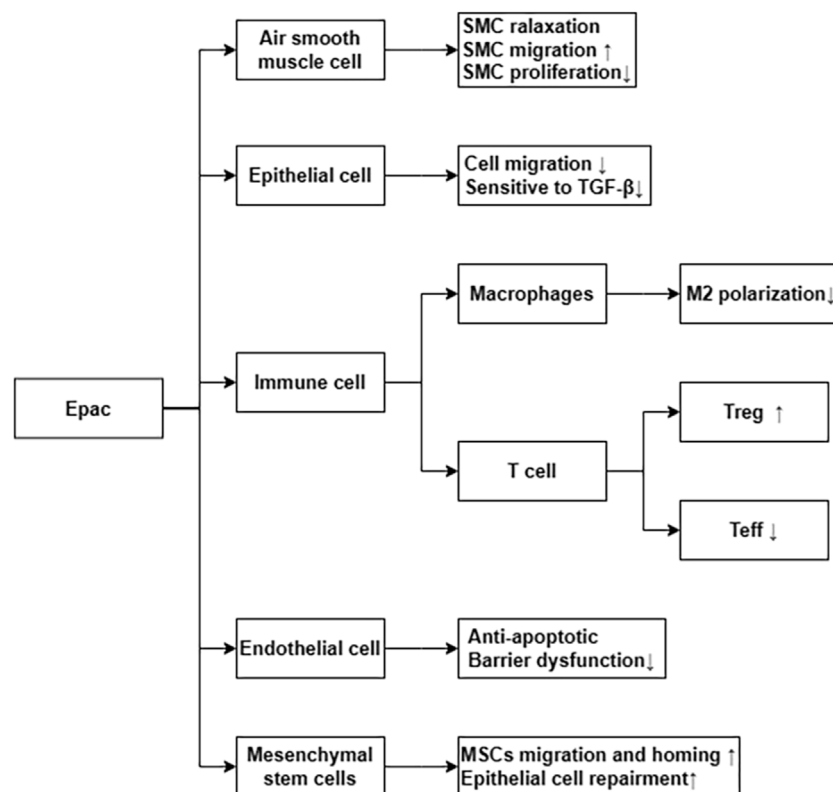 Air smooth
muscle cell
SMC ralaxation
SMC migration ↑
SMC proliferation↓
Epithelial cell
Cell migration ↓
Sensitive to TGF-β↓
Macrophages
M2 polarization↓
Immune cell
Epac
Treg ↑
T cell
Teff ↓
Endothelial cell
Anti-apoptotic
Barrier dysfunction↓
Mesenchymal
stem cells
MSCs migration and homing ↑
Epithelial cell repairment↑